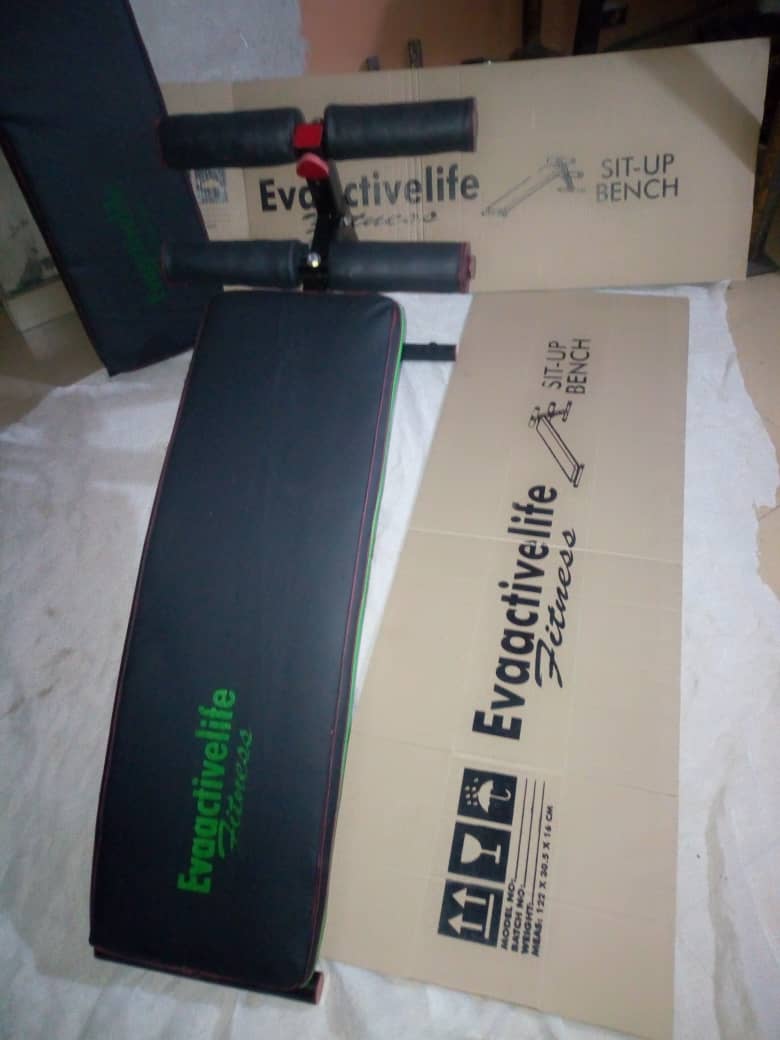 Evaactivelife
Fitness
SIT-UP
BENCH
Evaactivelife
Fitness
SIT-UP
BENCH
MODEL NO:
BATCH NO:
WEIGHT:
MEAS: 122 X 30.5 X 16 CM
Evaactivelife
Fitness